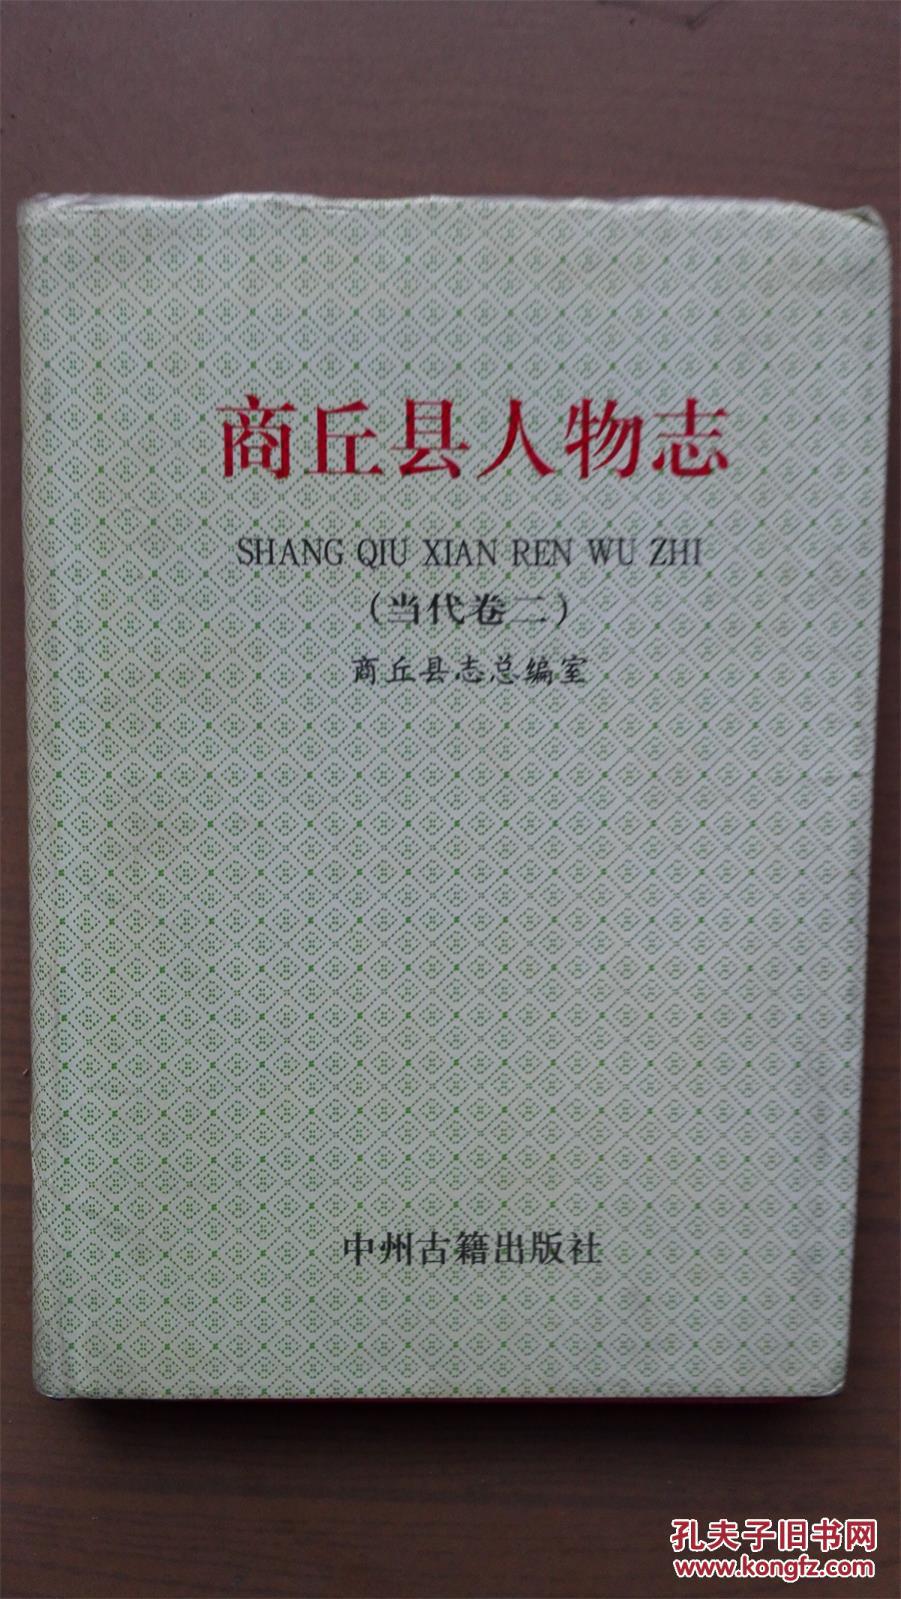 商丘县人物志
SHANG QIU XIAN REN WU ZHI
(当代卷二)
商丘县志总编室
中州古籍出版社
孔夫子旧书网
www.kongfz.com